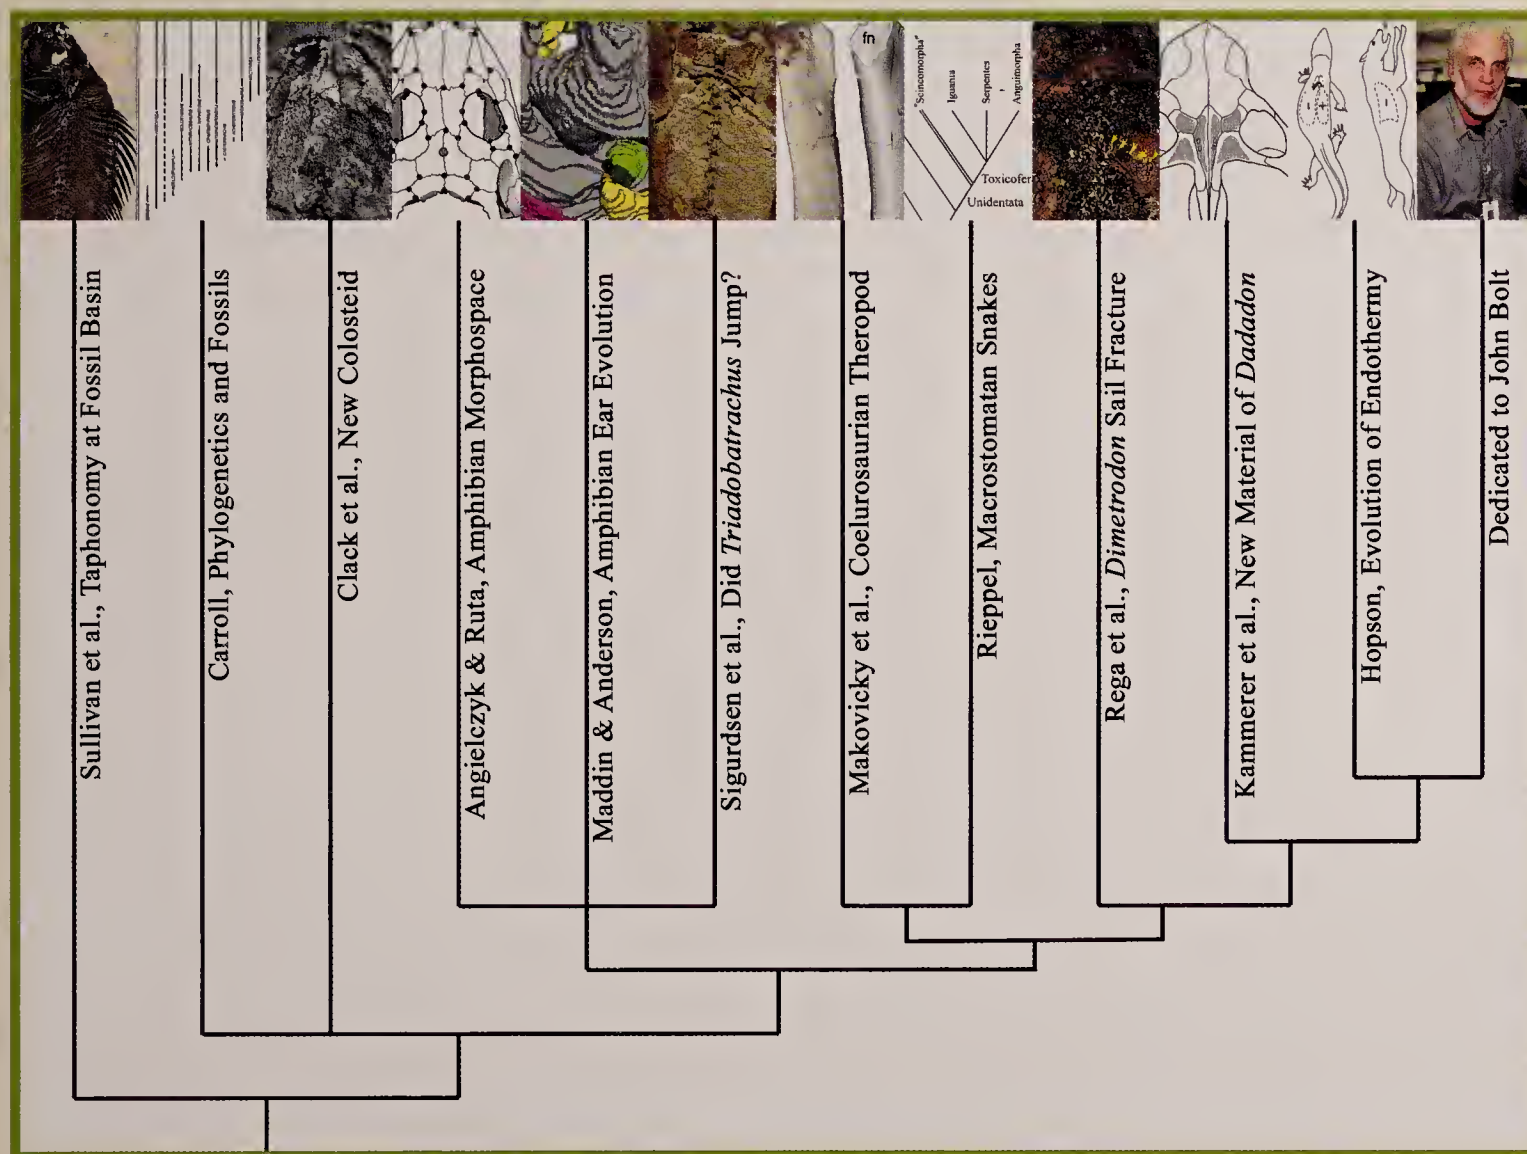 fn
"Scincomorpha"
Iguania
Serpentes
Anguimorpha
Toxicofer
Unidentata
Sullivan et al., Taphonomy at Fossil Basin
Carroll, Phylogenetics and Fossils
Clack et al., New Colosteid
Angielczyk & Ruta, Amphibian Morphospace
Maddin & Anderson, Amphibian Ear Evolution
Sigurdsen et al., Did Triadobatrachus Jump?
Makovicky et al., Coelurosaurian Theropod
Rieppel, Macrostomatan Snakes
Rega et al., Dimetrodon Sail Fracture
Kammerer et al., New Material of Dadadon
Hopson, Evolution of Endothermy
Dedicated to John Bolt